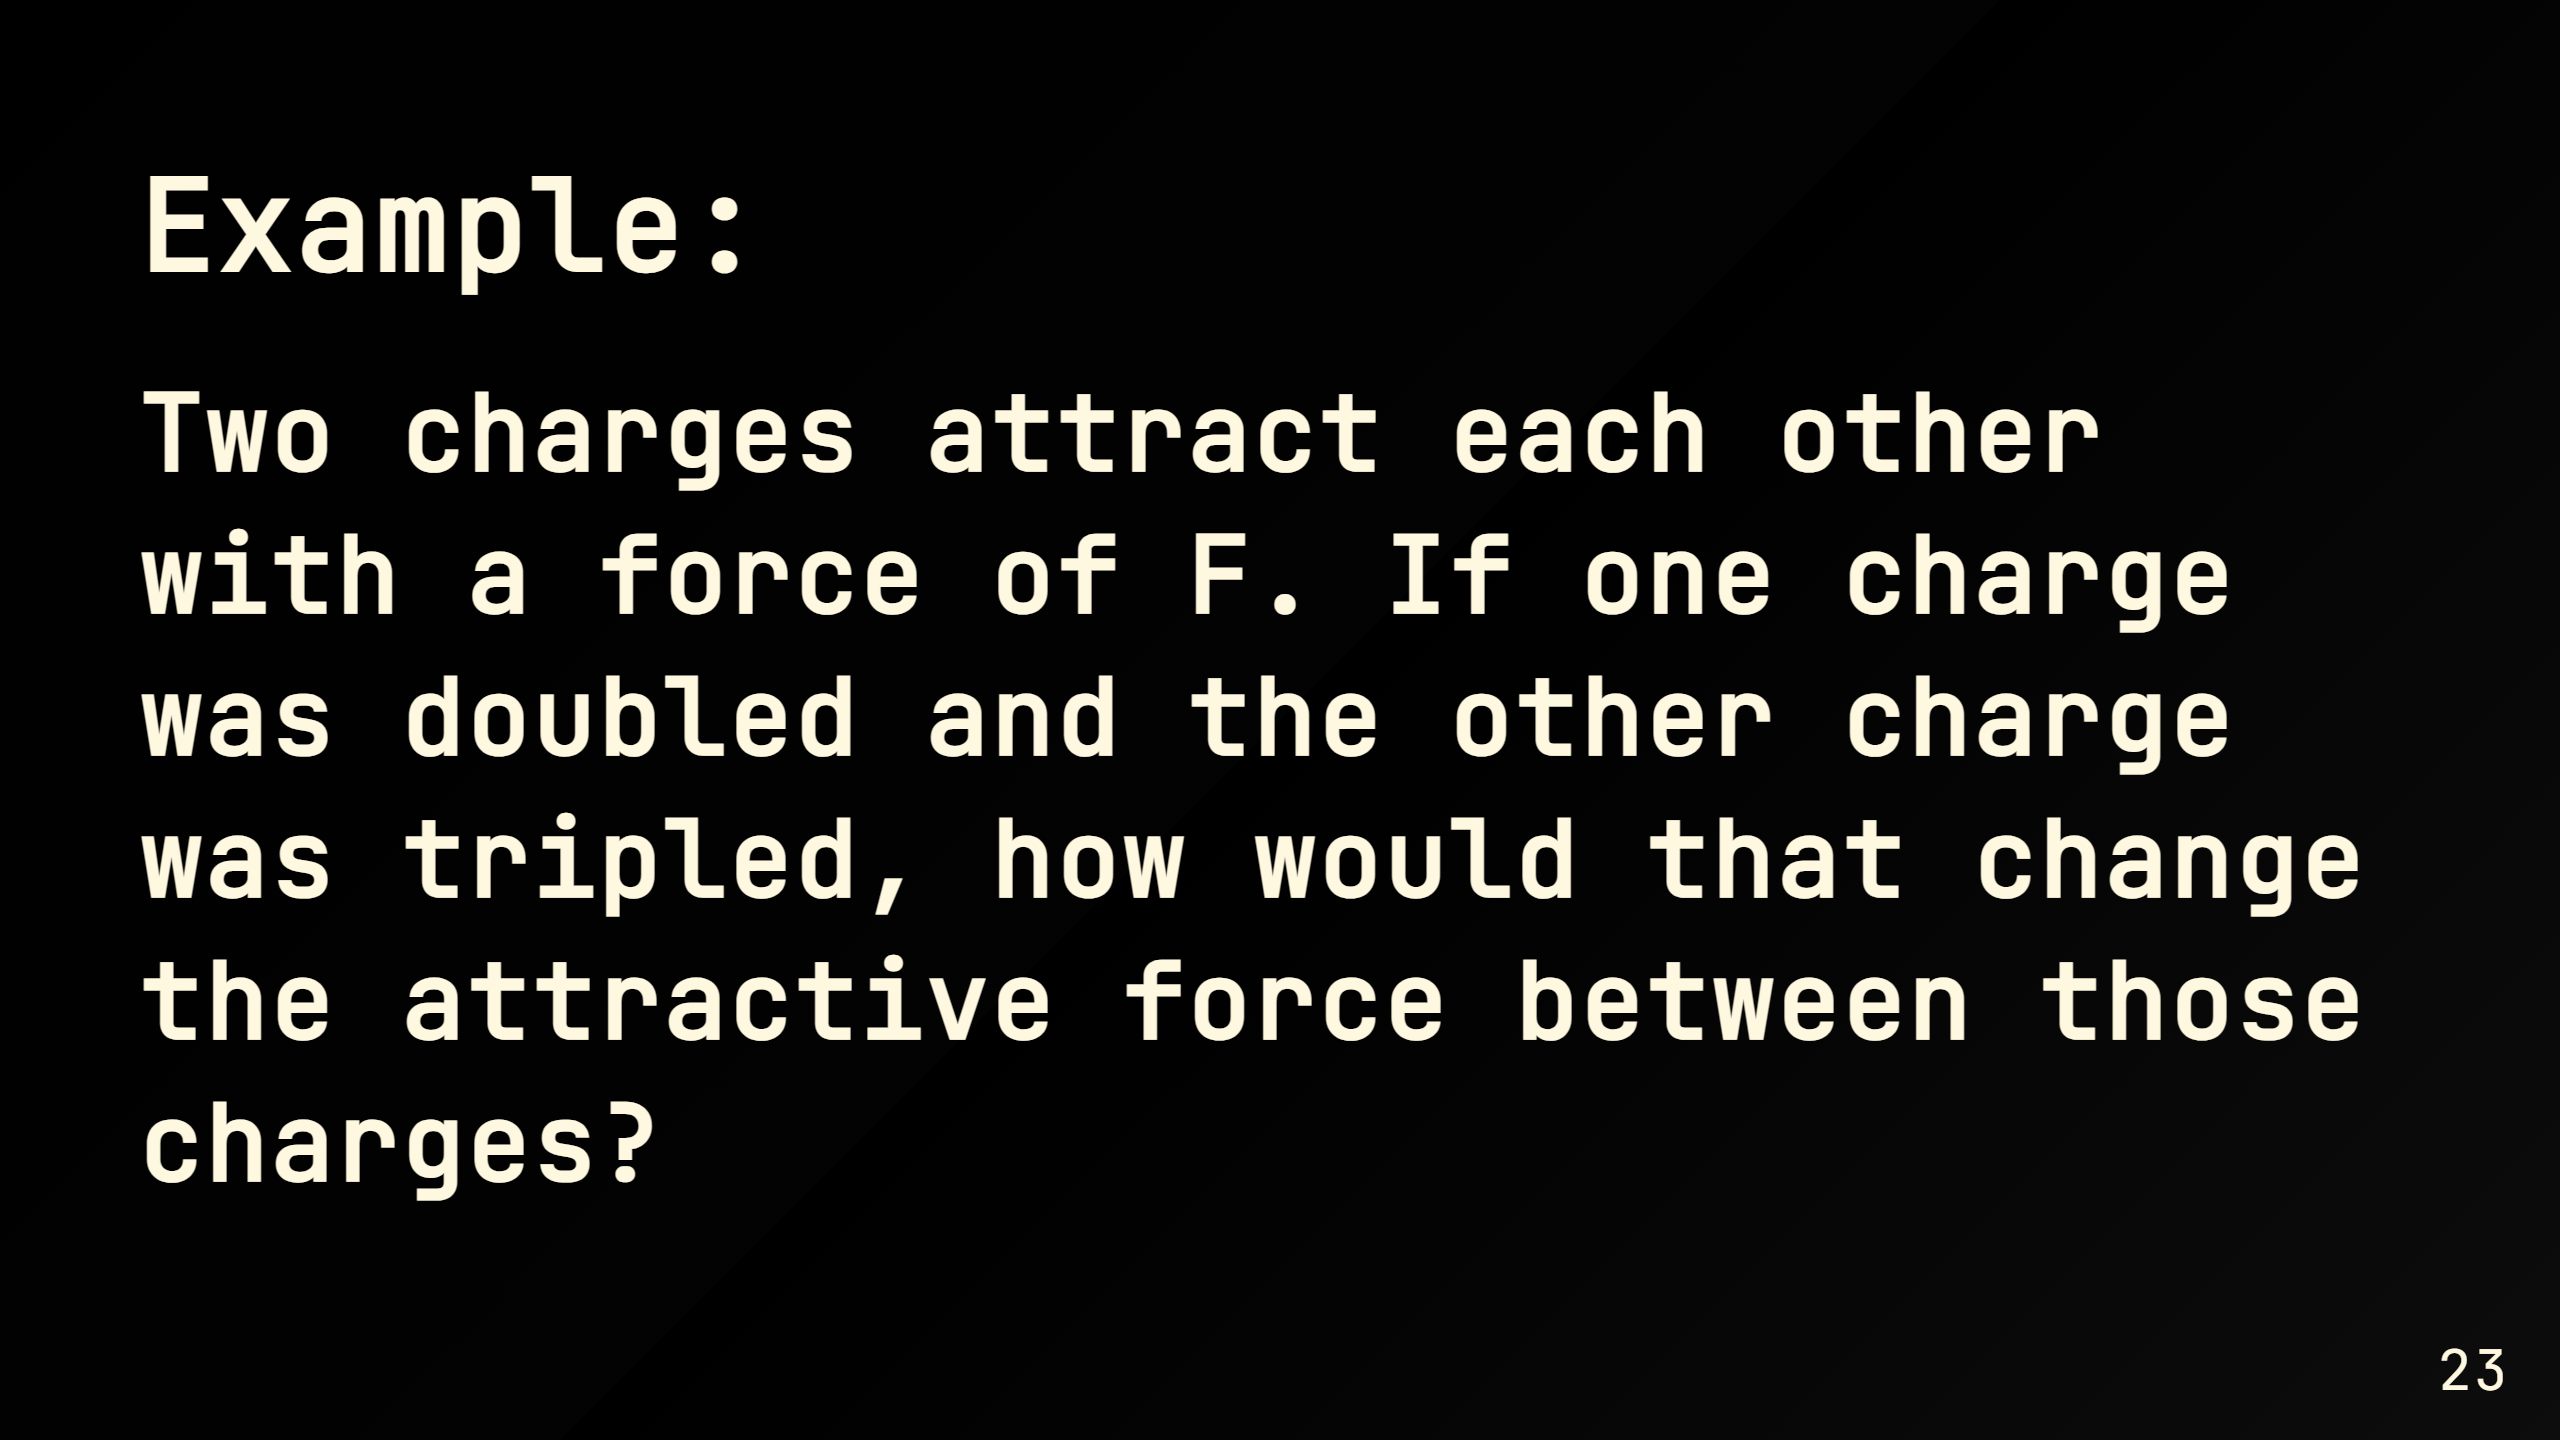 Example:
Two charges attract each other
with a force of F. If one charge
was doubled and the other charge
was tripled, how would that change
the attractive force between those
charges?
23